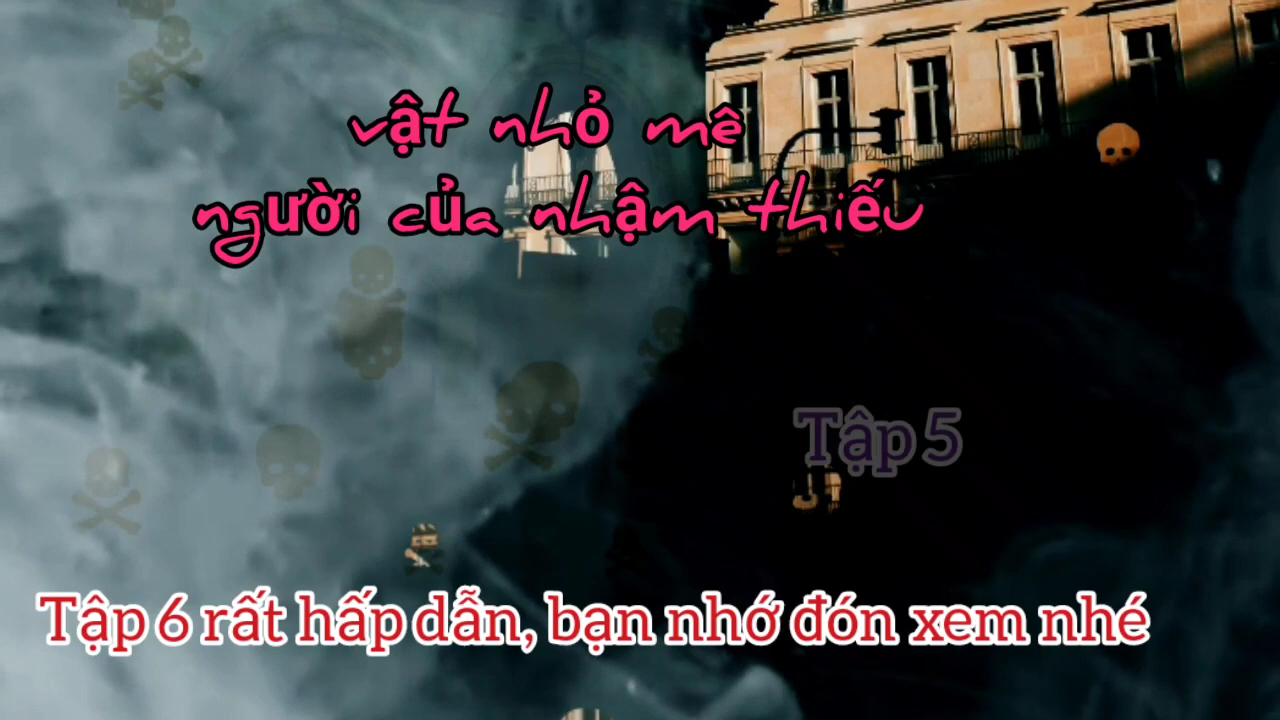 vật nhỏ mê
người của nhậm thiếu
Tập 5
Tập 6 rất hấp dẫn, bạn nhớ đón xem nhé